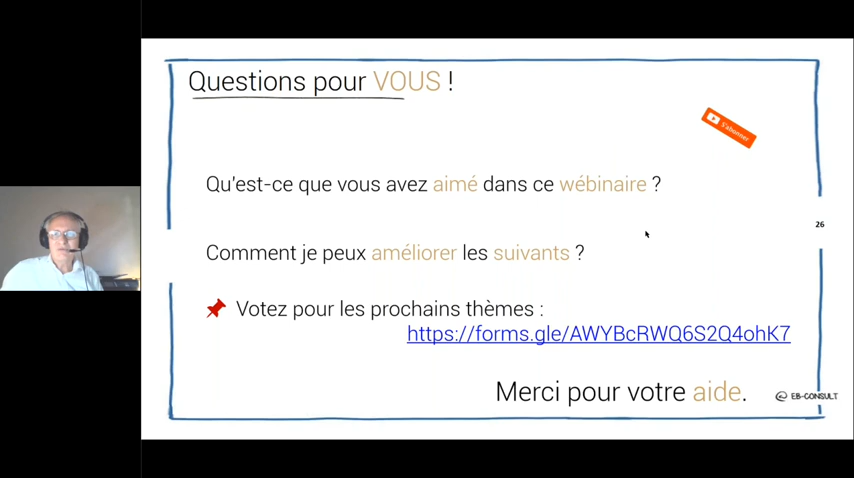 Questions pour VOUS !
S'abonner
Qu'est-ce que vous avez aimé dans ce wébinaire ?
26
Comment je peux améliorer les suivants ?
Votez pour les prochains thèmes :
https://forms.gle/AWYBcRWQ6S2Q4ohK7
Merci pour votre aide.
@ EB-CONSULT